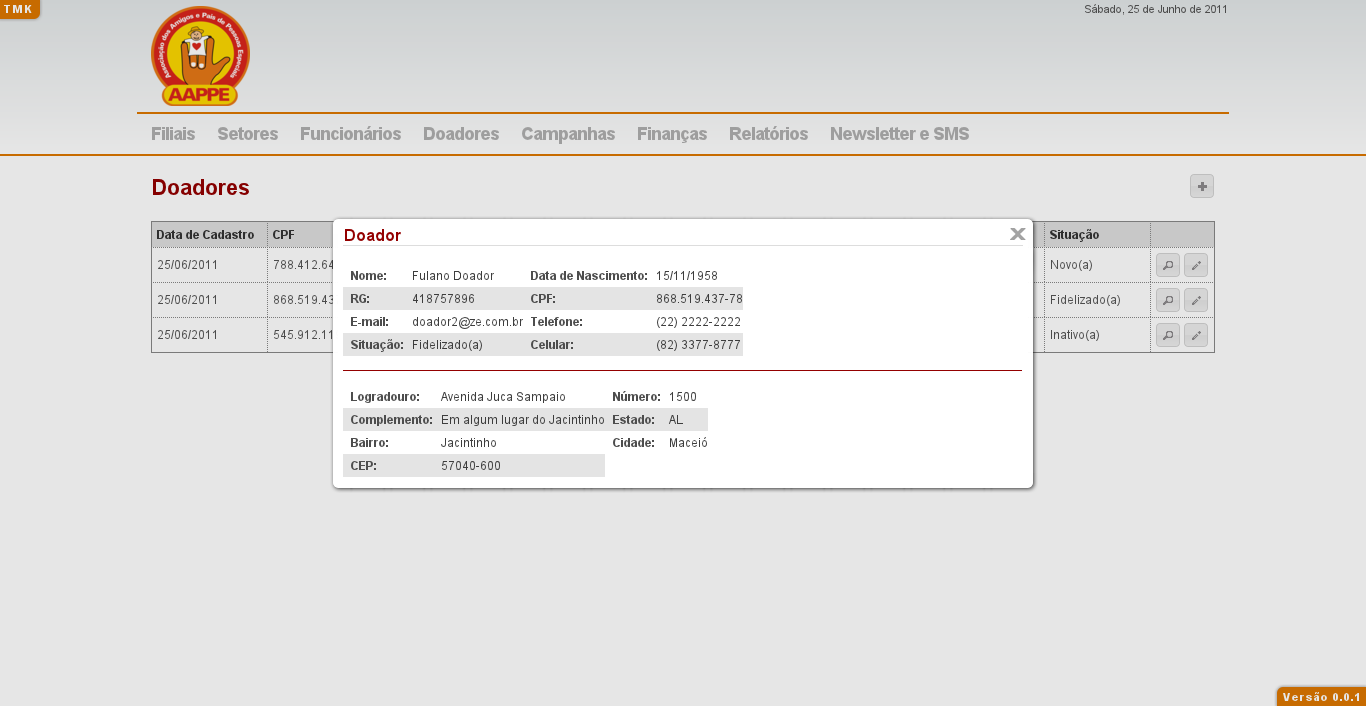 TMK
Sábado, 25 de Junho de 2011
Associação dos Amigos e Pais de Pessoas Especiais
AAPPE
Filiais Setores Funcionários Doadores Campanhas Finanças Relatórios Newsletter e SMS
Doadores
Data de Cadastro CPF Situação
25/06/2011 788.412.64 Novo(a)
25/06/2011 868.519.43 Fidelizado(a)
25/06/2011 545.912.11 Inativo(a)
Doador
Nome: Fulano Doador Data de Nascimento: 15/11/1958
RG: 418757896 CPF: 868.519.437-78
E-mail: doador2@ze.com.br Telefone: (22) 2222-2222
Situação: Fidelizado(a) Celular: (82) 3377-8777
Logradouro: Avenida Juca Sampaio Número: 1500
Complemento: Em algum lugar do Jacintinho Estado: AL
Bairro: Jacintinho Cidade: Maceió
CEP: 57040-600
Versão 0.0.1